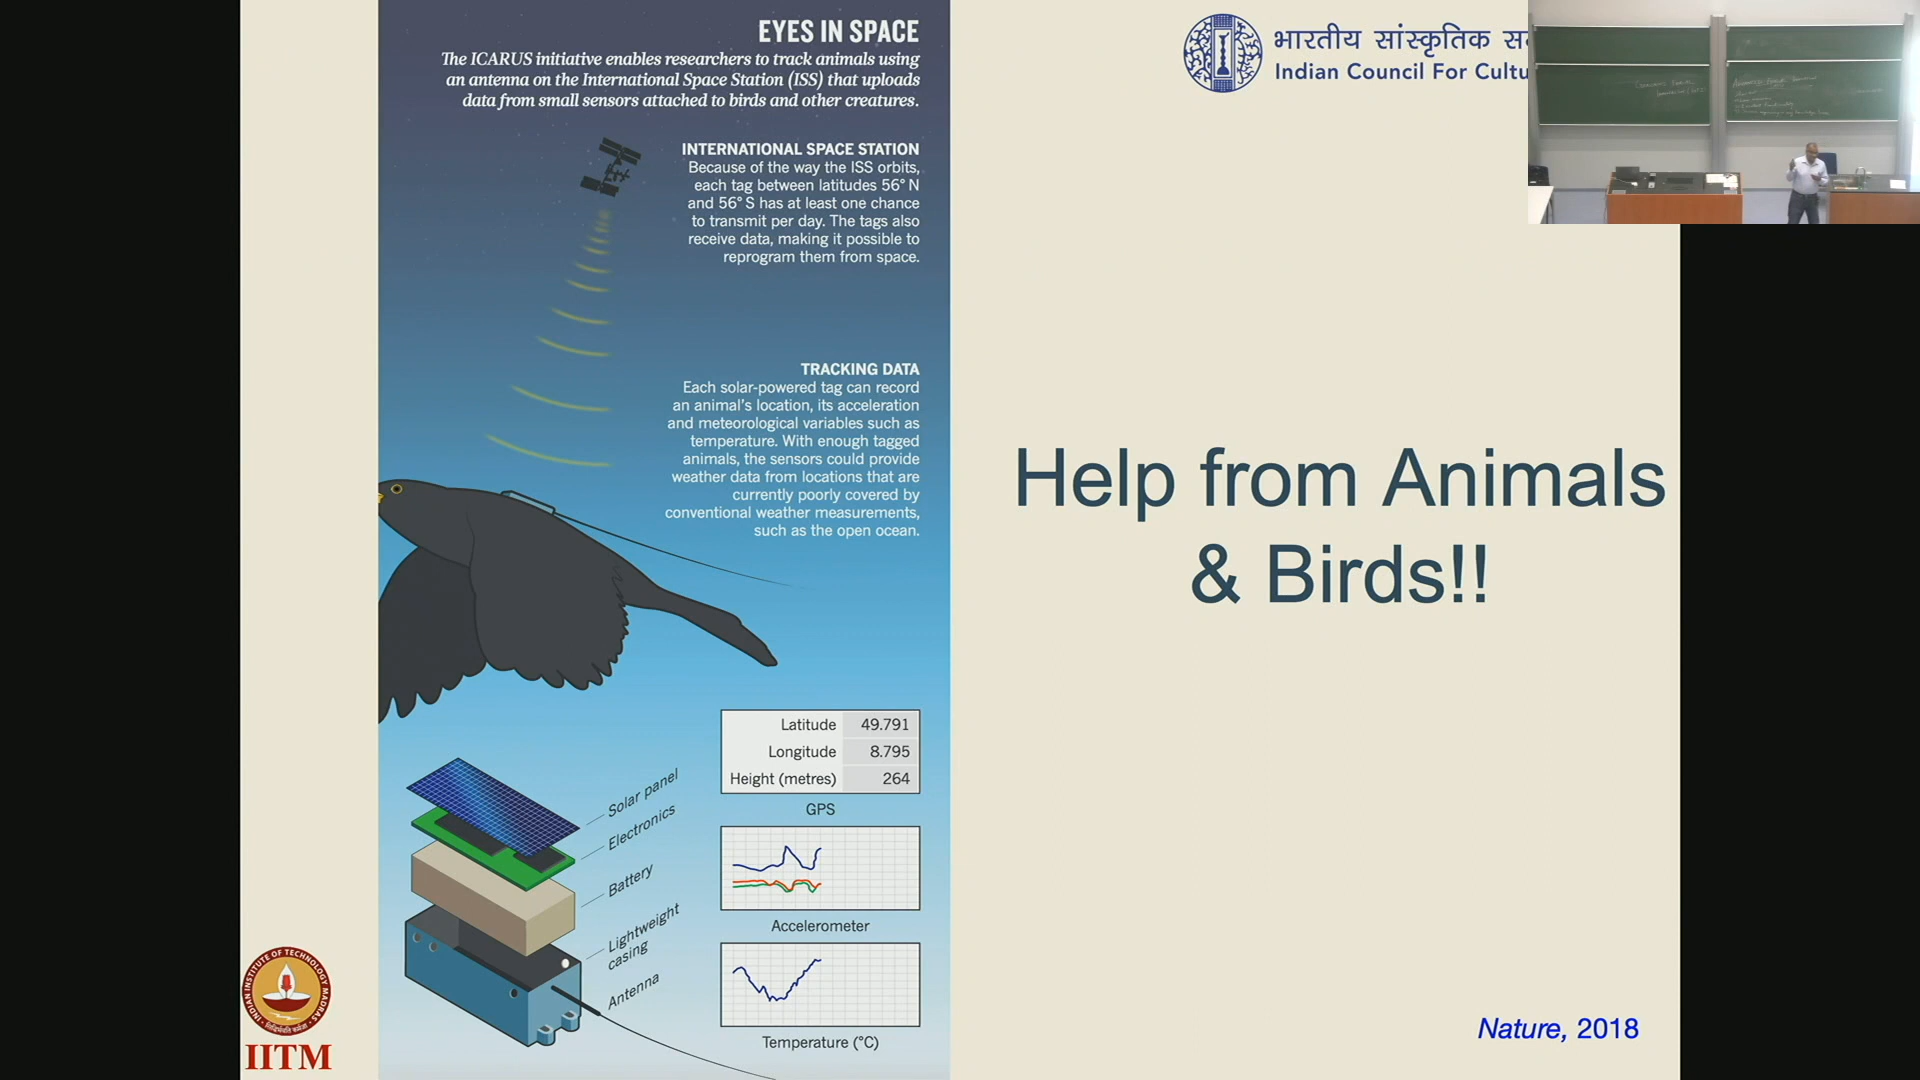 EYES IN SPACE
The ICARUS initiative enables researchers to track animals using
an antenna on the International Space Station (ISS) that uploads
data from small sensors attached to birds and other creatures.
INTERNATIONAL SPACE STATION
Because of the way the ISS orbits,
each tag between latitudes 56° N
and 56° S has at least one chance
to transmit per day. The tags also
receive data, making it possible to
reprogram them from space.
TRACKING DATA
Each solar-powered tag can record
an animal's location, its acceleration
and meteorological variables such as
temperature. With enough tagged
animals, the sensors could provide
weather data from locations that are
currently poorly covered by
conventional weather measurements,
such as the open ocean.
Latitude 49.791
Longitude 8.795
Height (metres) 264
GPS
Accelerometer
Temperature (°C)
Solar panel
Electronics
Battery
Lightweight
casing
Antenna
INDIAN INSTITUTE OF TECHNOLOGY MADRAS
IITM
भारतीय सांस्कृतिक
Indian Council For
Help from Animals
& Birds!!
Nature, 2018